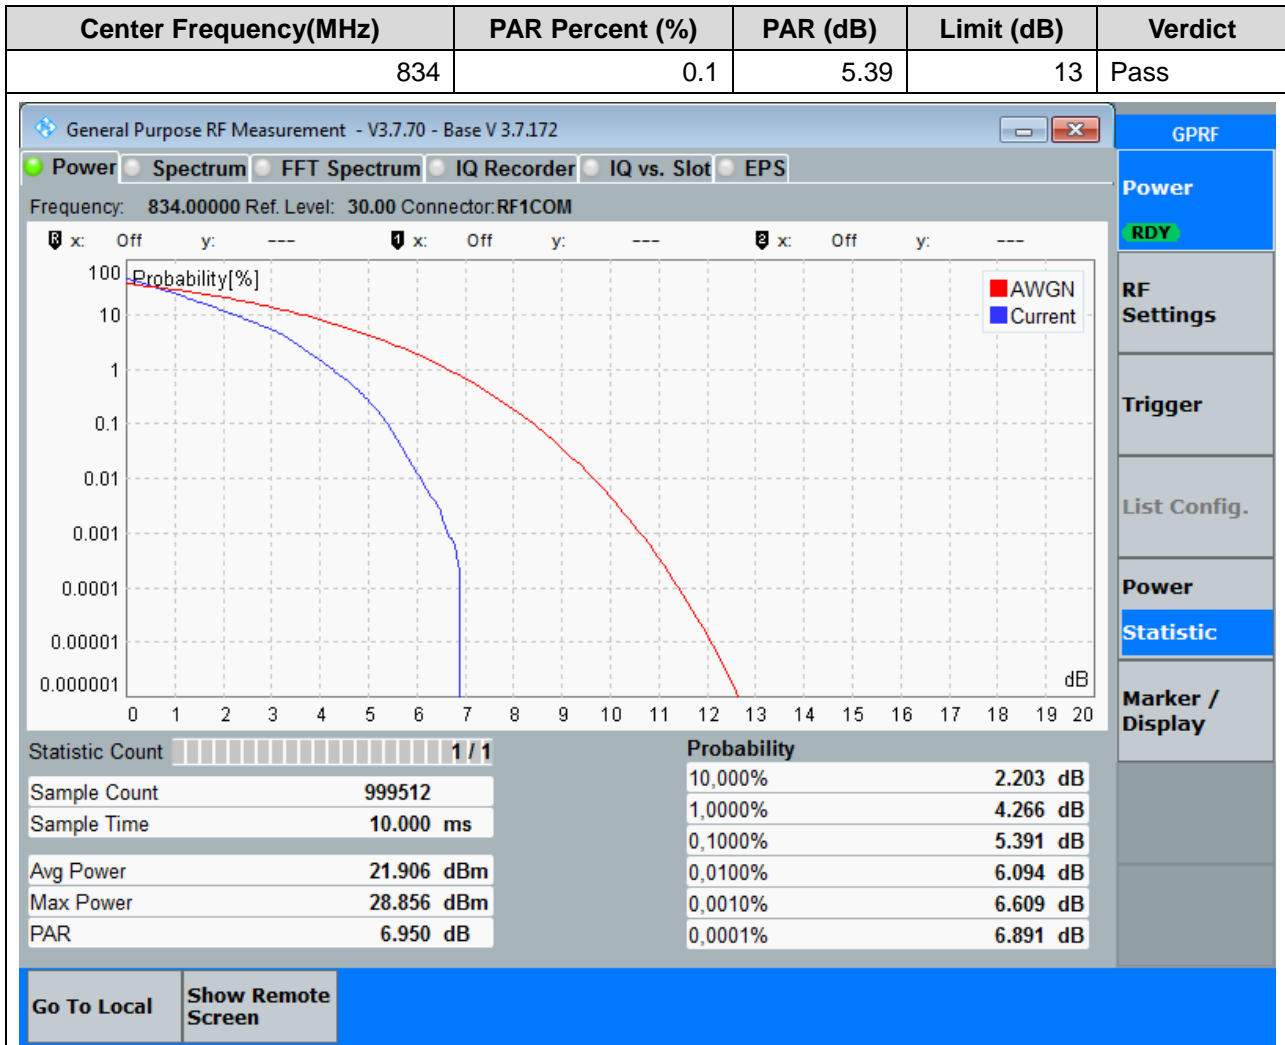 Center Frequency(MHz) PAR Percent (%) PAR (dB) Limit (dB) Verdict
834 0.1 5.39 13 Pass
General Purpose RF Measurement - V3.7.70 - Base V 3.7.172
GPRF
Power Spectrum FFT Spectrum IQ Recorder IQ vs. Slot EPS
Frequency: 834.00000 Ref. Level: 30.00 Connector: RF1COM
R x: Off y: --- 1 x: Off y: --- 2 x: Off y: ---
Probability[%]
AWGN
Current
100
10
1
0.1
0.01
0.001
0.0001
0.00001
0.000001
dB
0 1 2 3 4 5 6 7 8 9 10 11 12 13 14 15 16 17 18 19 20
Statistic Count 1 / 1
Sample Count 999512
Sample Time 10.000 ms
Avg Power 21.906 dBm
Max Power 28.856 dBm
PAR 6.950 dB
Probability
10,000% 2.203 dB
1,0000% 4.266 dB
0,1000% 5.391 dB
0,0100% 6.094 dB
0,0010% 6.609 dB
0,0001% 6.891 dB
Power
RDY
RF
Settings
Trigger
List Config.
Power
Statistic
Marker /
Display
Go To Local
Show Remote
Screen